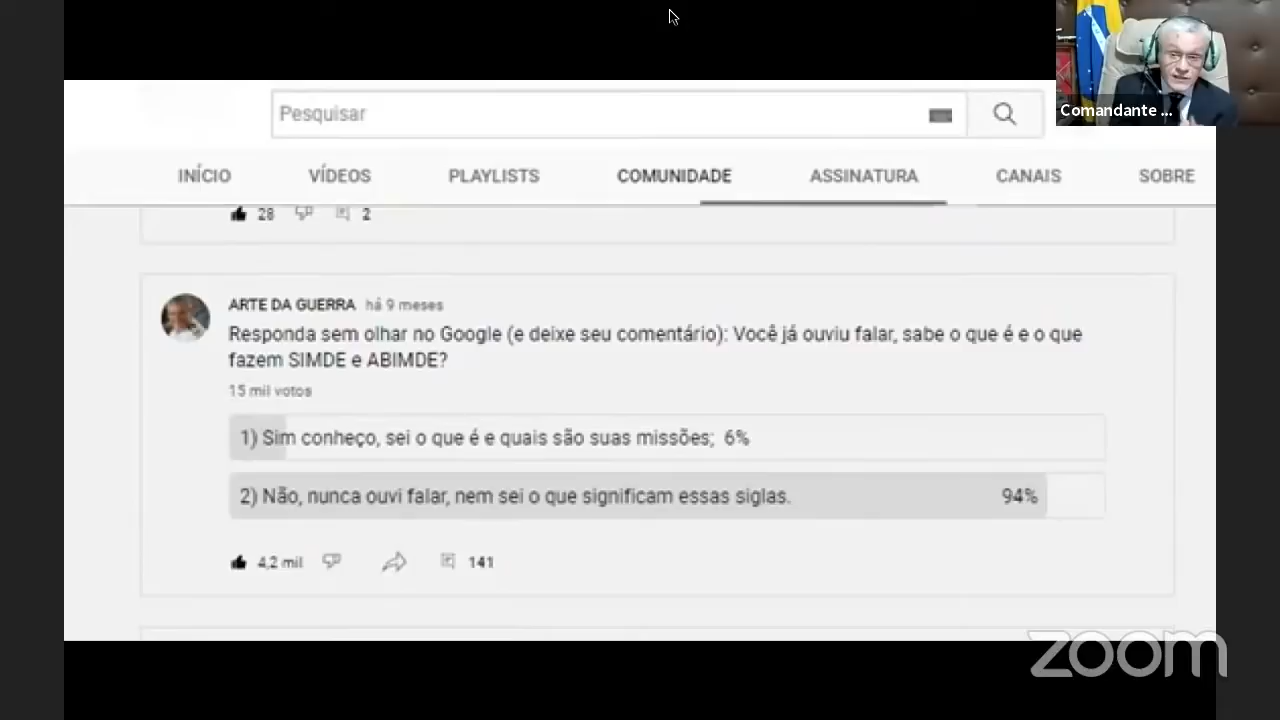 Pesquisar
Comandante ...
INÍCIO VÍDEOS PLAYLISTS COMUNIDADE ASSINATURA CANAIS SOBRE
28 2
ARTE DA GUERRA há 9 meses
Responda sem olhar no Google (e deixe seu comentário): Você já ouviu falar, sabe o que é e o que
fazem SIMDE e ABIMDE?
15 mil votos
1) Sim conheço, sei o que é e quais são suas missões; 6%
2) Não, nunca ouvi falar, nem sei o que significam essas siglas. 94%
4,2 mil 141
zoom